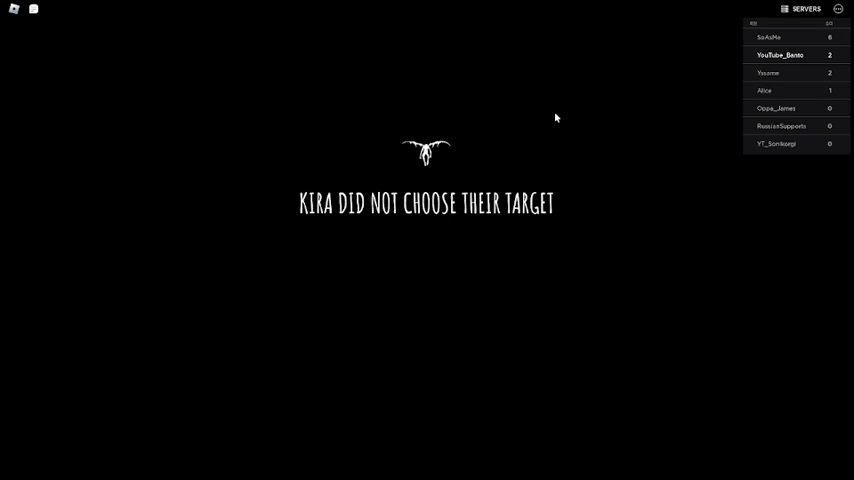 SERVERS
SoAsMe 6
YouTube_Banto 2
Yssome 2
Alice 1
Oppa_James 0
RussianSupports 0
YT_Sonikorgi 0
KIRA DID NOT CHOOSE THEIR TARGET